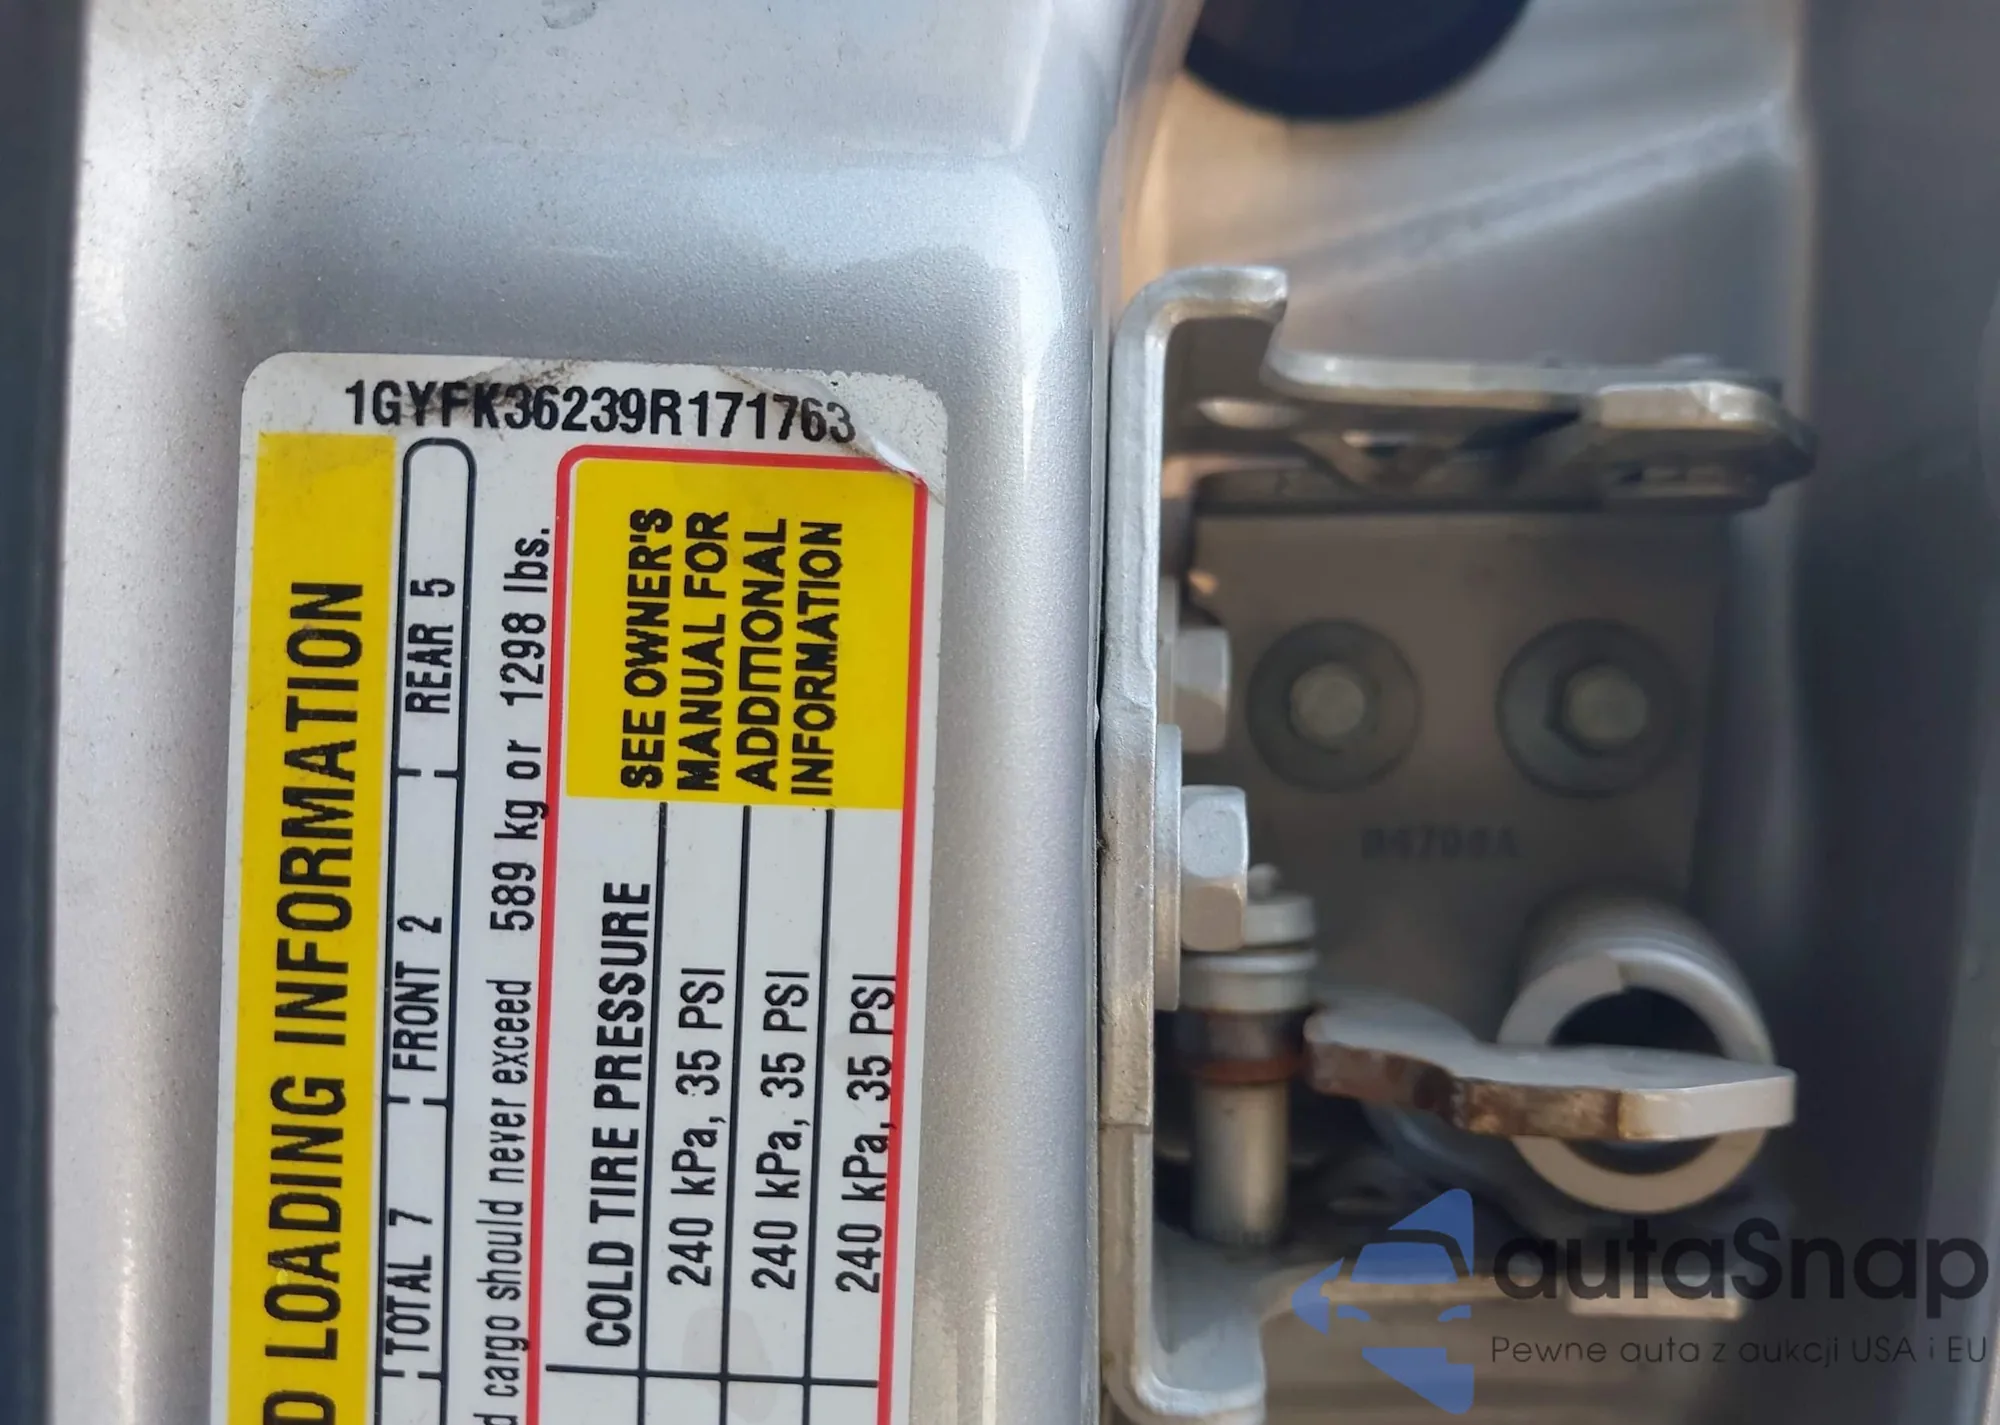 1GYFK36239R171763
D LOADING INFORMATION
TOTAL 7 FRONT 2 REAR 5
d cargo should never exceed 589 kg or 1298 lbs.
COLD TIRE PRESSURE
240 kPa, 35 PSI
240 kPa, 35 PSI
240 kPa, 35 PSI
SEE OWNER'S
MANUAL FOR
ADDITIONAL
INFORMATION
autaSnap
Pewne auta z aukcji USA i EU